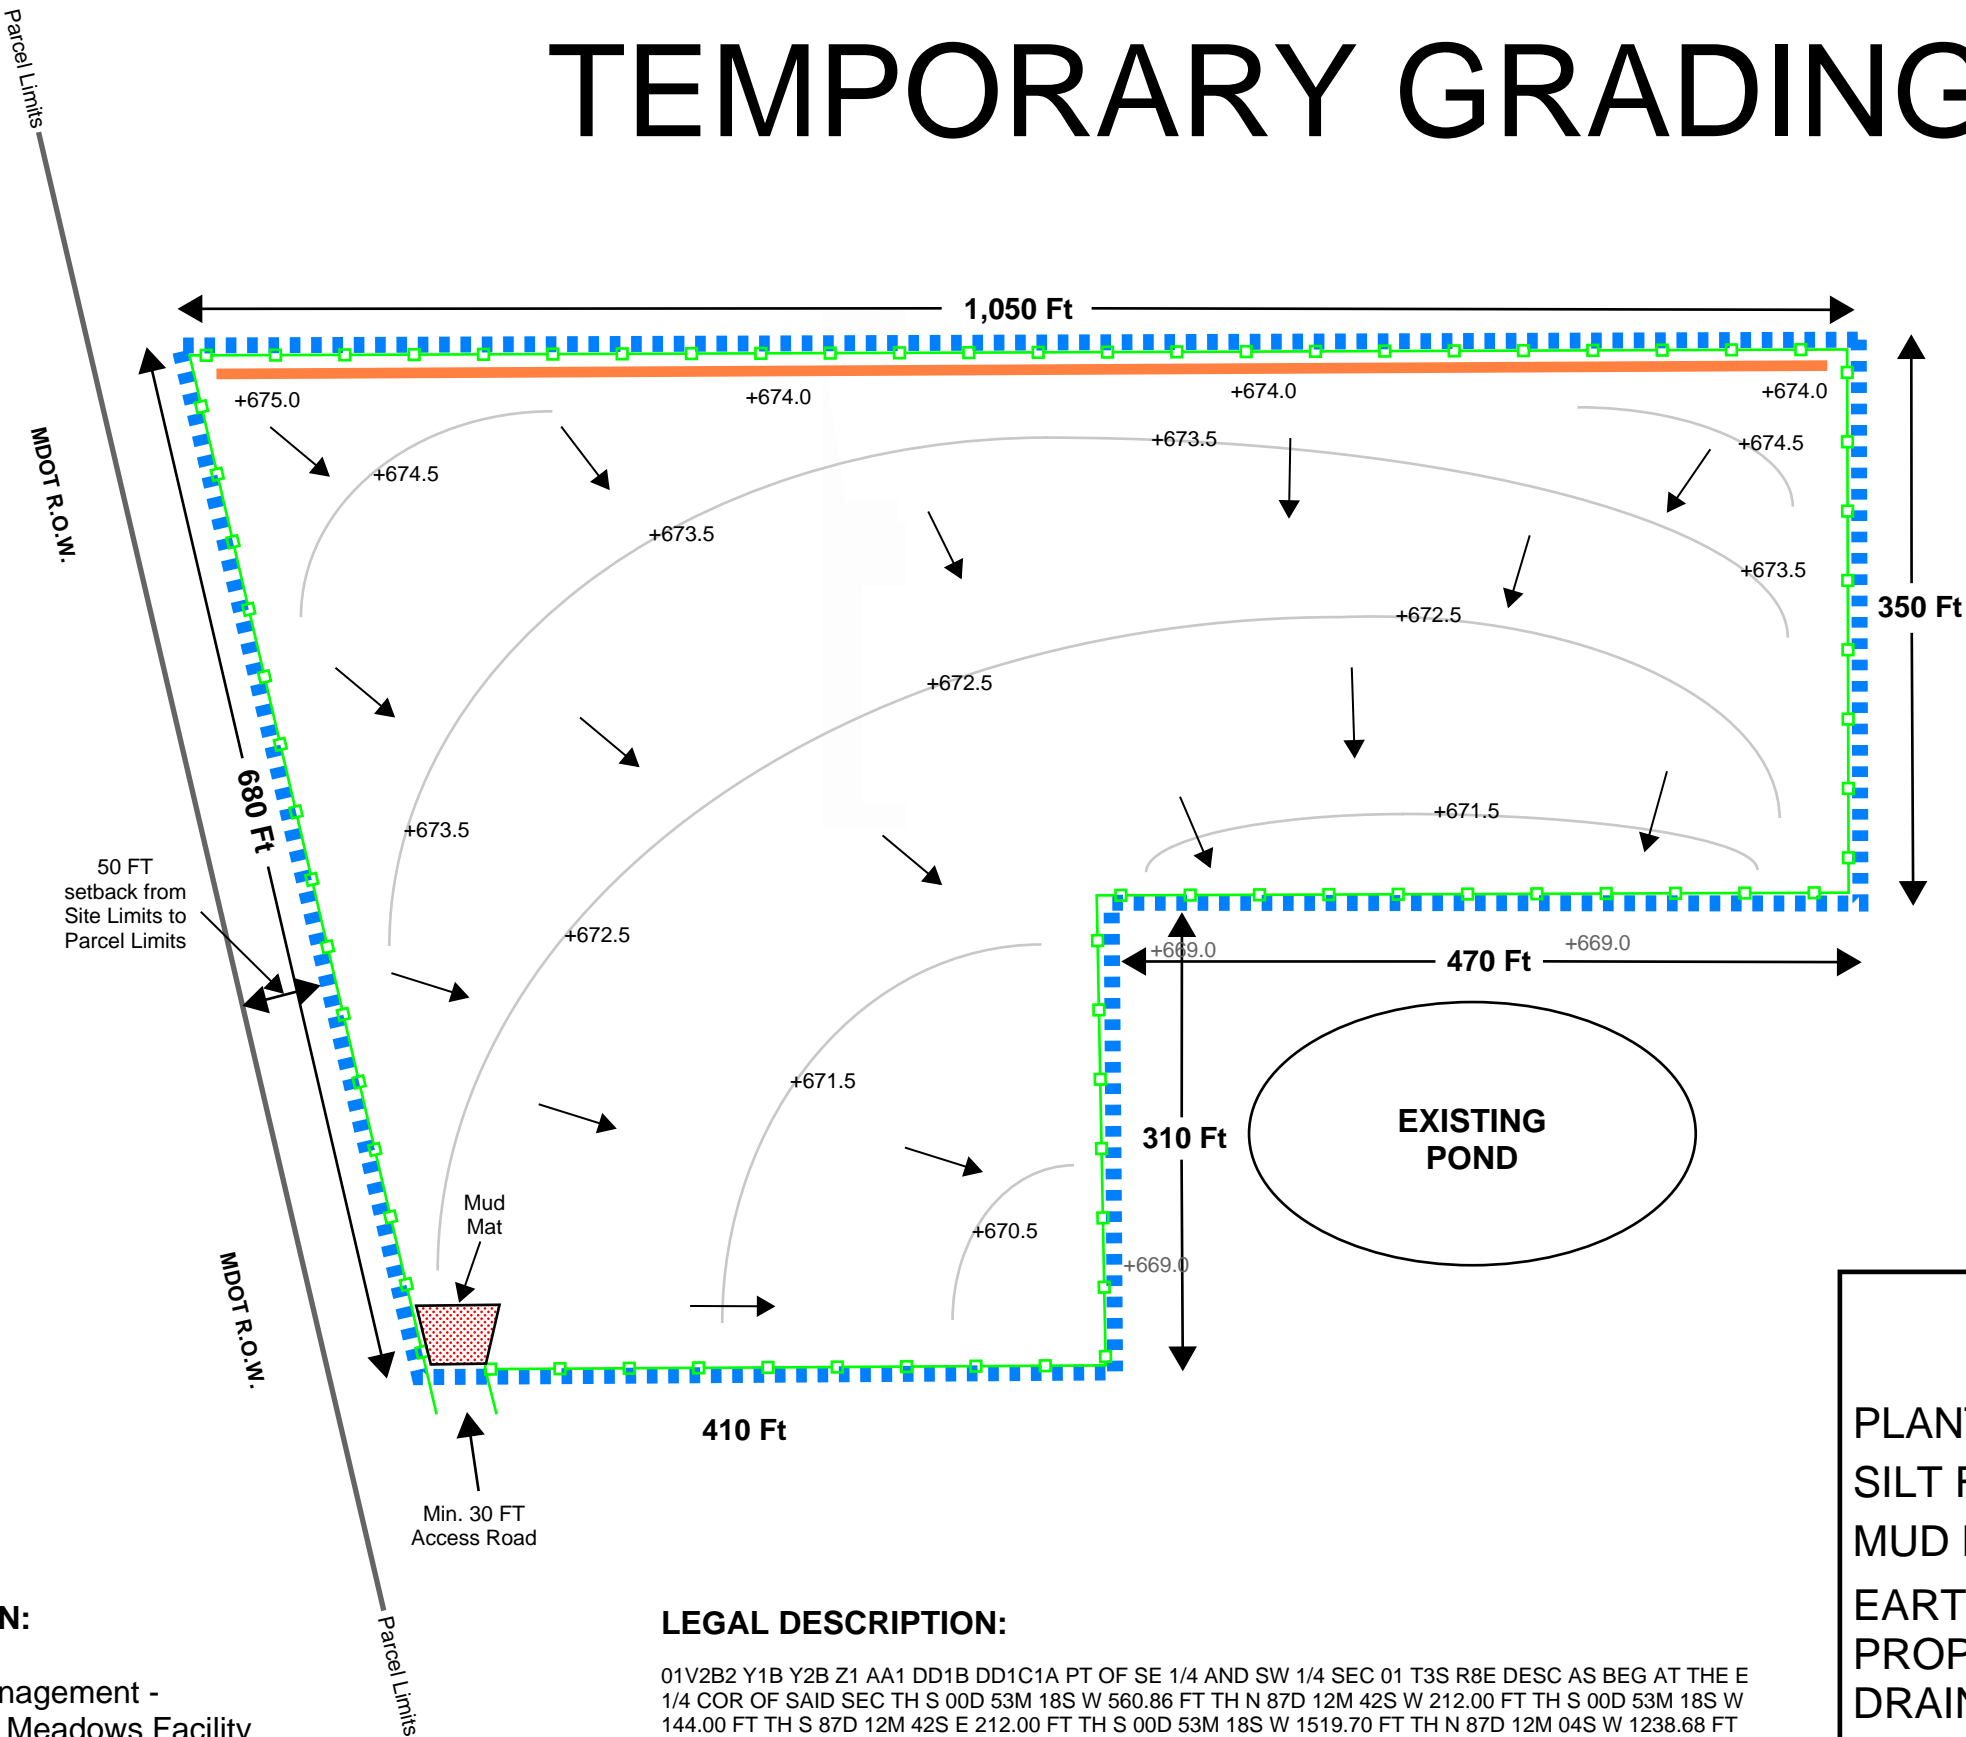 TEMPORARY GRADING
Parcel Limits
1,050 Ft
+675.0
+674.0
+674.0
+674.0
+674.5
+673.5
+674.5
MDOT R.O.W.
+673.5
+673.5
350 Ft
+672.5
+672.5
680 Ft
+673.5
+671.5
50 FT
setback from
Site Limits to
Parcel Limits
+672.5
+669.0
+669.0
470 Ft
+671.5
310 Ft
EXISTING
POND
Mud
Mat
+670.5
+669.0
MDOT R.O.W.
410 Ft
Min. 30 FT
Access Road
PLAN
SILT
MUD
EART
PROP
DRAIN
N:
nagement -
Meadows Facility
Parcel Limits
LEGAL DESCRIPTION:
01V2B2 Y1B Y2B Z1 AA1 DD1B DD1C1A PT OF SE 1/4 AND SW 1/4 SEC 01 T3S R8E DESC AS BEG AT THE E
1/4 COR OF SAID SEC TH S 00D 53M 18S W 560.86 FT TH N 87D 12M 42S W 212.00 FT TH S 00D 53M 18S W
144.00 FT TH S 87D 12M 42S E 212.00 FT TH S 00D 53M 18S W 1519.70 FT TH N 87D 12M 04S W 1238.68 FT